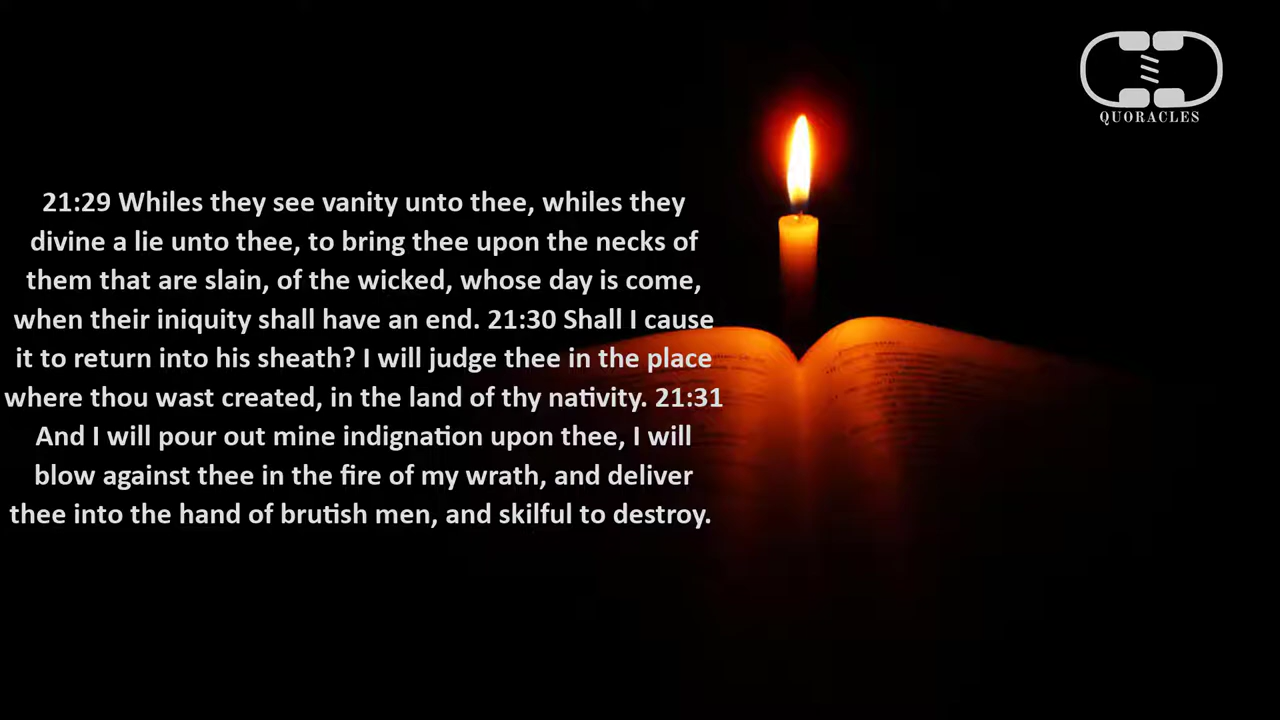 QUORACLES
21:29 Whiles they see vanity unto thee, whiles they
divine a lie unto thee, to bring thee upon the necks of
them that are slain, of the wicked, whose day is come,
when their iniquity shall have an end. 21:30 Shall I cause
it to return into his sheath? I will judge thee in the place
where thou wast created, in the land of thy nativity. 21:31
And I will pour out mine indignation upon thee, I will
blow against thee in the fire of my wrath, and deliver
thee into the hand of brutish men, and skilful to destroy.